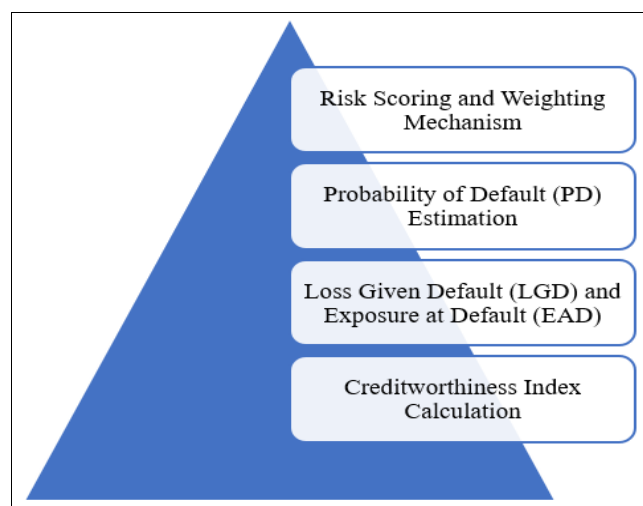 Risk Scoring and Weighting
Mechanism
Probability of Default (PD)
Estimation
Loss Given Default (LGD) and
Exposure at Default (EAD)
Creditworthiness Index
Calculation